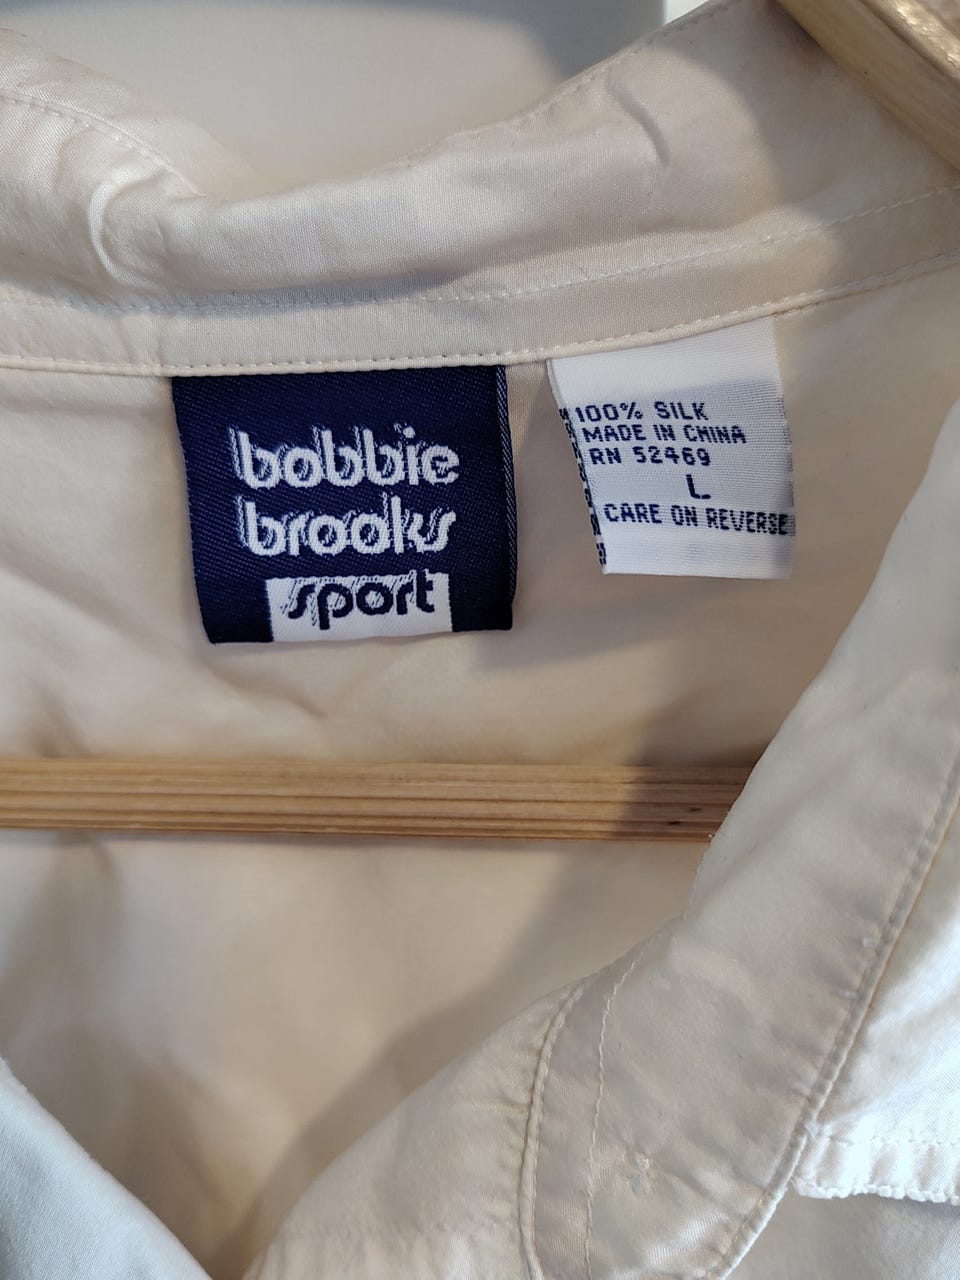 bobbie
brooks
sport
100% SILK
MADE IN CHINA
RN 52469
L
CARE ON REVERSE